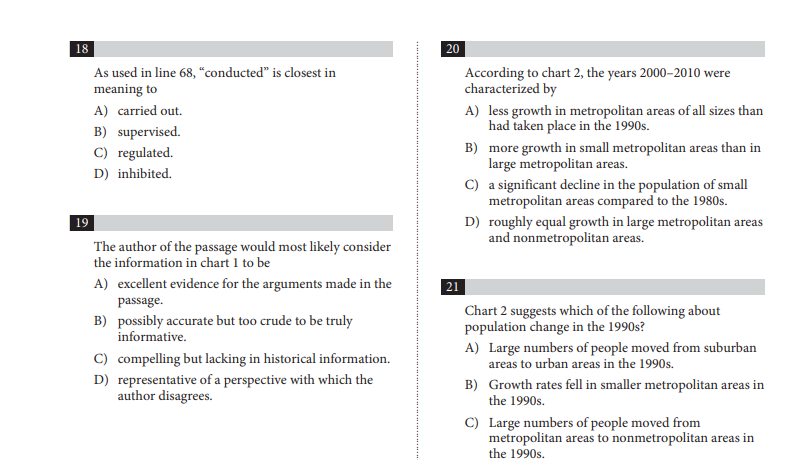 18
As used in line 68, “conducted” is closest in
meaning to
A) carried out.
B) supervised.
C) regulated.
D) inhibited.
19
The author of the passage would most likely consider
the information in chart 1 to be
A) excellent evidence for the arguments made in the
passage.
B) possibly accurate but too crude to be truly
informative.
C) compelling but lacking in historical information.
D) representative of a perspective with which the
author disagrees.
20
According to chart 2, the years 2000–2010 were
characterized by
A) less growth in metropolitan areas of all sizes than
had taken place in the 1990s.
B) more growth in small metropolitan areas than in
large metropolitan areas.
C) a significant decline in the population of small
metropolitan areas compared to the 1980s.
D) roughly equal growth in large metropolitan areas
and nonmetropolitan areas.
21
Chart 2 suggests which of the following about
population change in the 1990s?
A) Large numbers of people moved from suburban
areas to urban areas in the 1990s.
B) Growth rates fell in smaller metropolitan areas in
the 1990s.
C) Large numbers of people moved from
metropolitan areas to nonmetropolitan areas in
the 1990s.